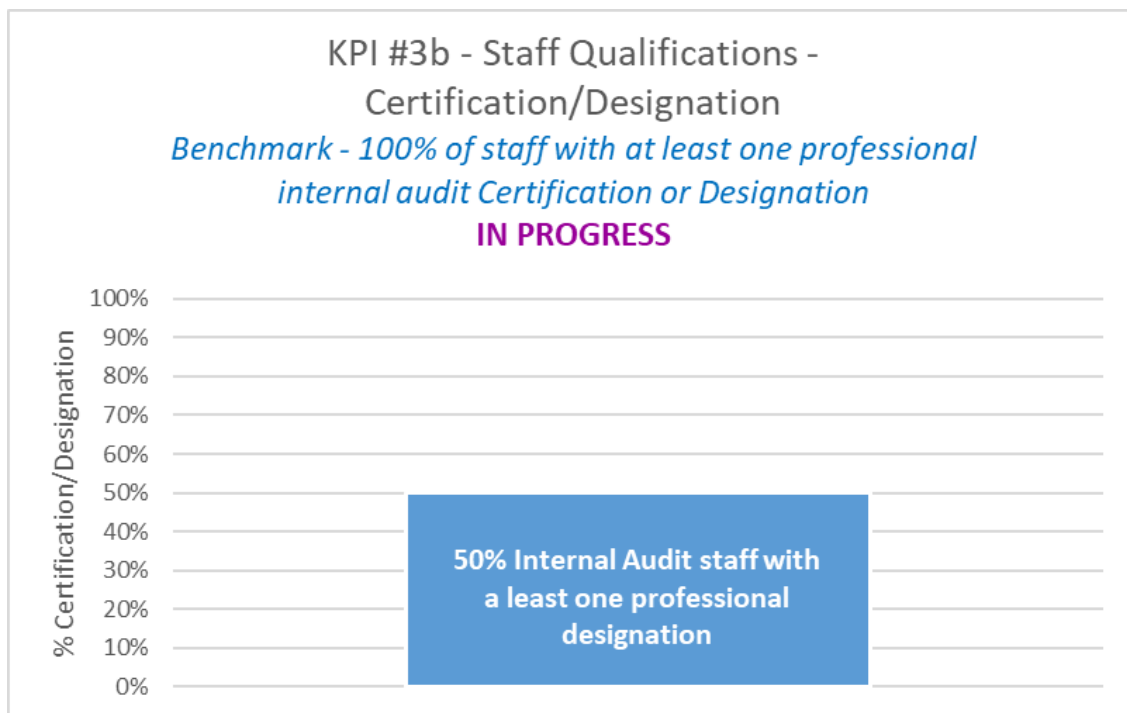 KPI #3b - Staff Qualifications -
Certification/Designation
Benchmark - 100% of staff with at least one professional
internal audit Certification or Designation
IN PROGRESS
% Certification/Designation
100%
90%
80%
70%
60%
50%
40%
30%
20%
10%
0%
50% Internal Audit staff with
a least one professional
designation